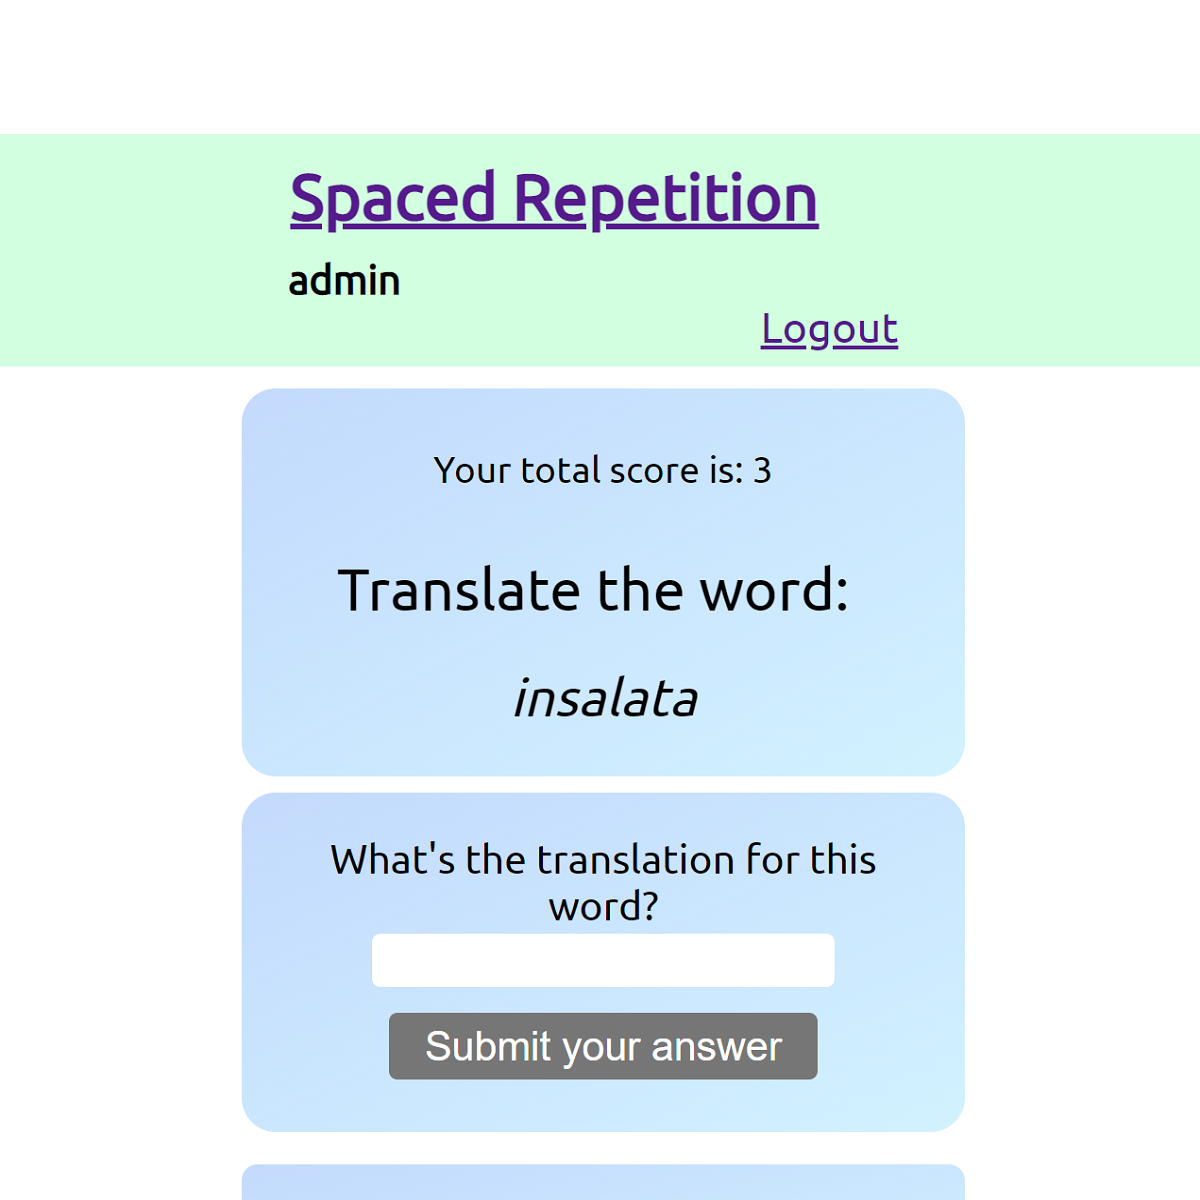 Spaced Repetition
admin
Logout
Your total score is: 3
Translate the word:
insalata
What's the translation for this
word?
Submit your answer